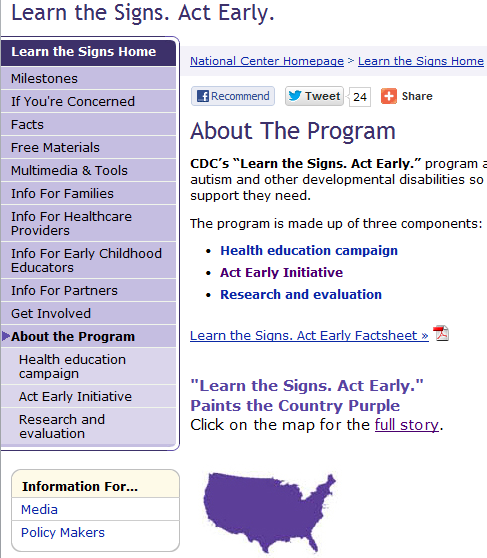 Learn the Signs. Act Early.
Learn the Signs Home
Milestones
If You're Concerned
Facts
Free Materials
Multimedia & Tools
Info For Families
Info For Healthcare
Providers
Info For Early Childhood
Educators
Info For Partners
Get Involved
About the Program
Health education
campaign
Act Early Initiative
Research and
evaluation
Information For...
Media
Policy Makers
National Center Homepage > Learn the Signs Home
Recommend Tweet 24 Share
About The Program
CDC's "Learn the Signs. Act Early." program a
autism and other developmental disabilities so
support they need.
The program is made up of three components:
• Health education campaign
• Act Early Initiative
• Research and evaluation
Learn the Signs. Act Early Factsheet »
"Learn the Signs. Act Early."
Paints the Country Purple
Click on the map for the full story.